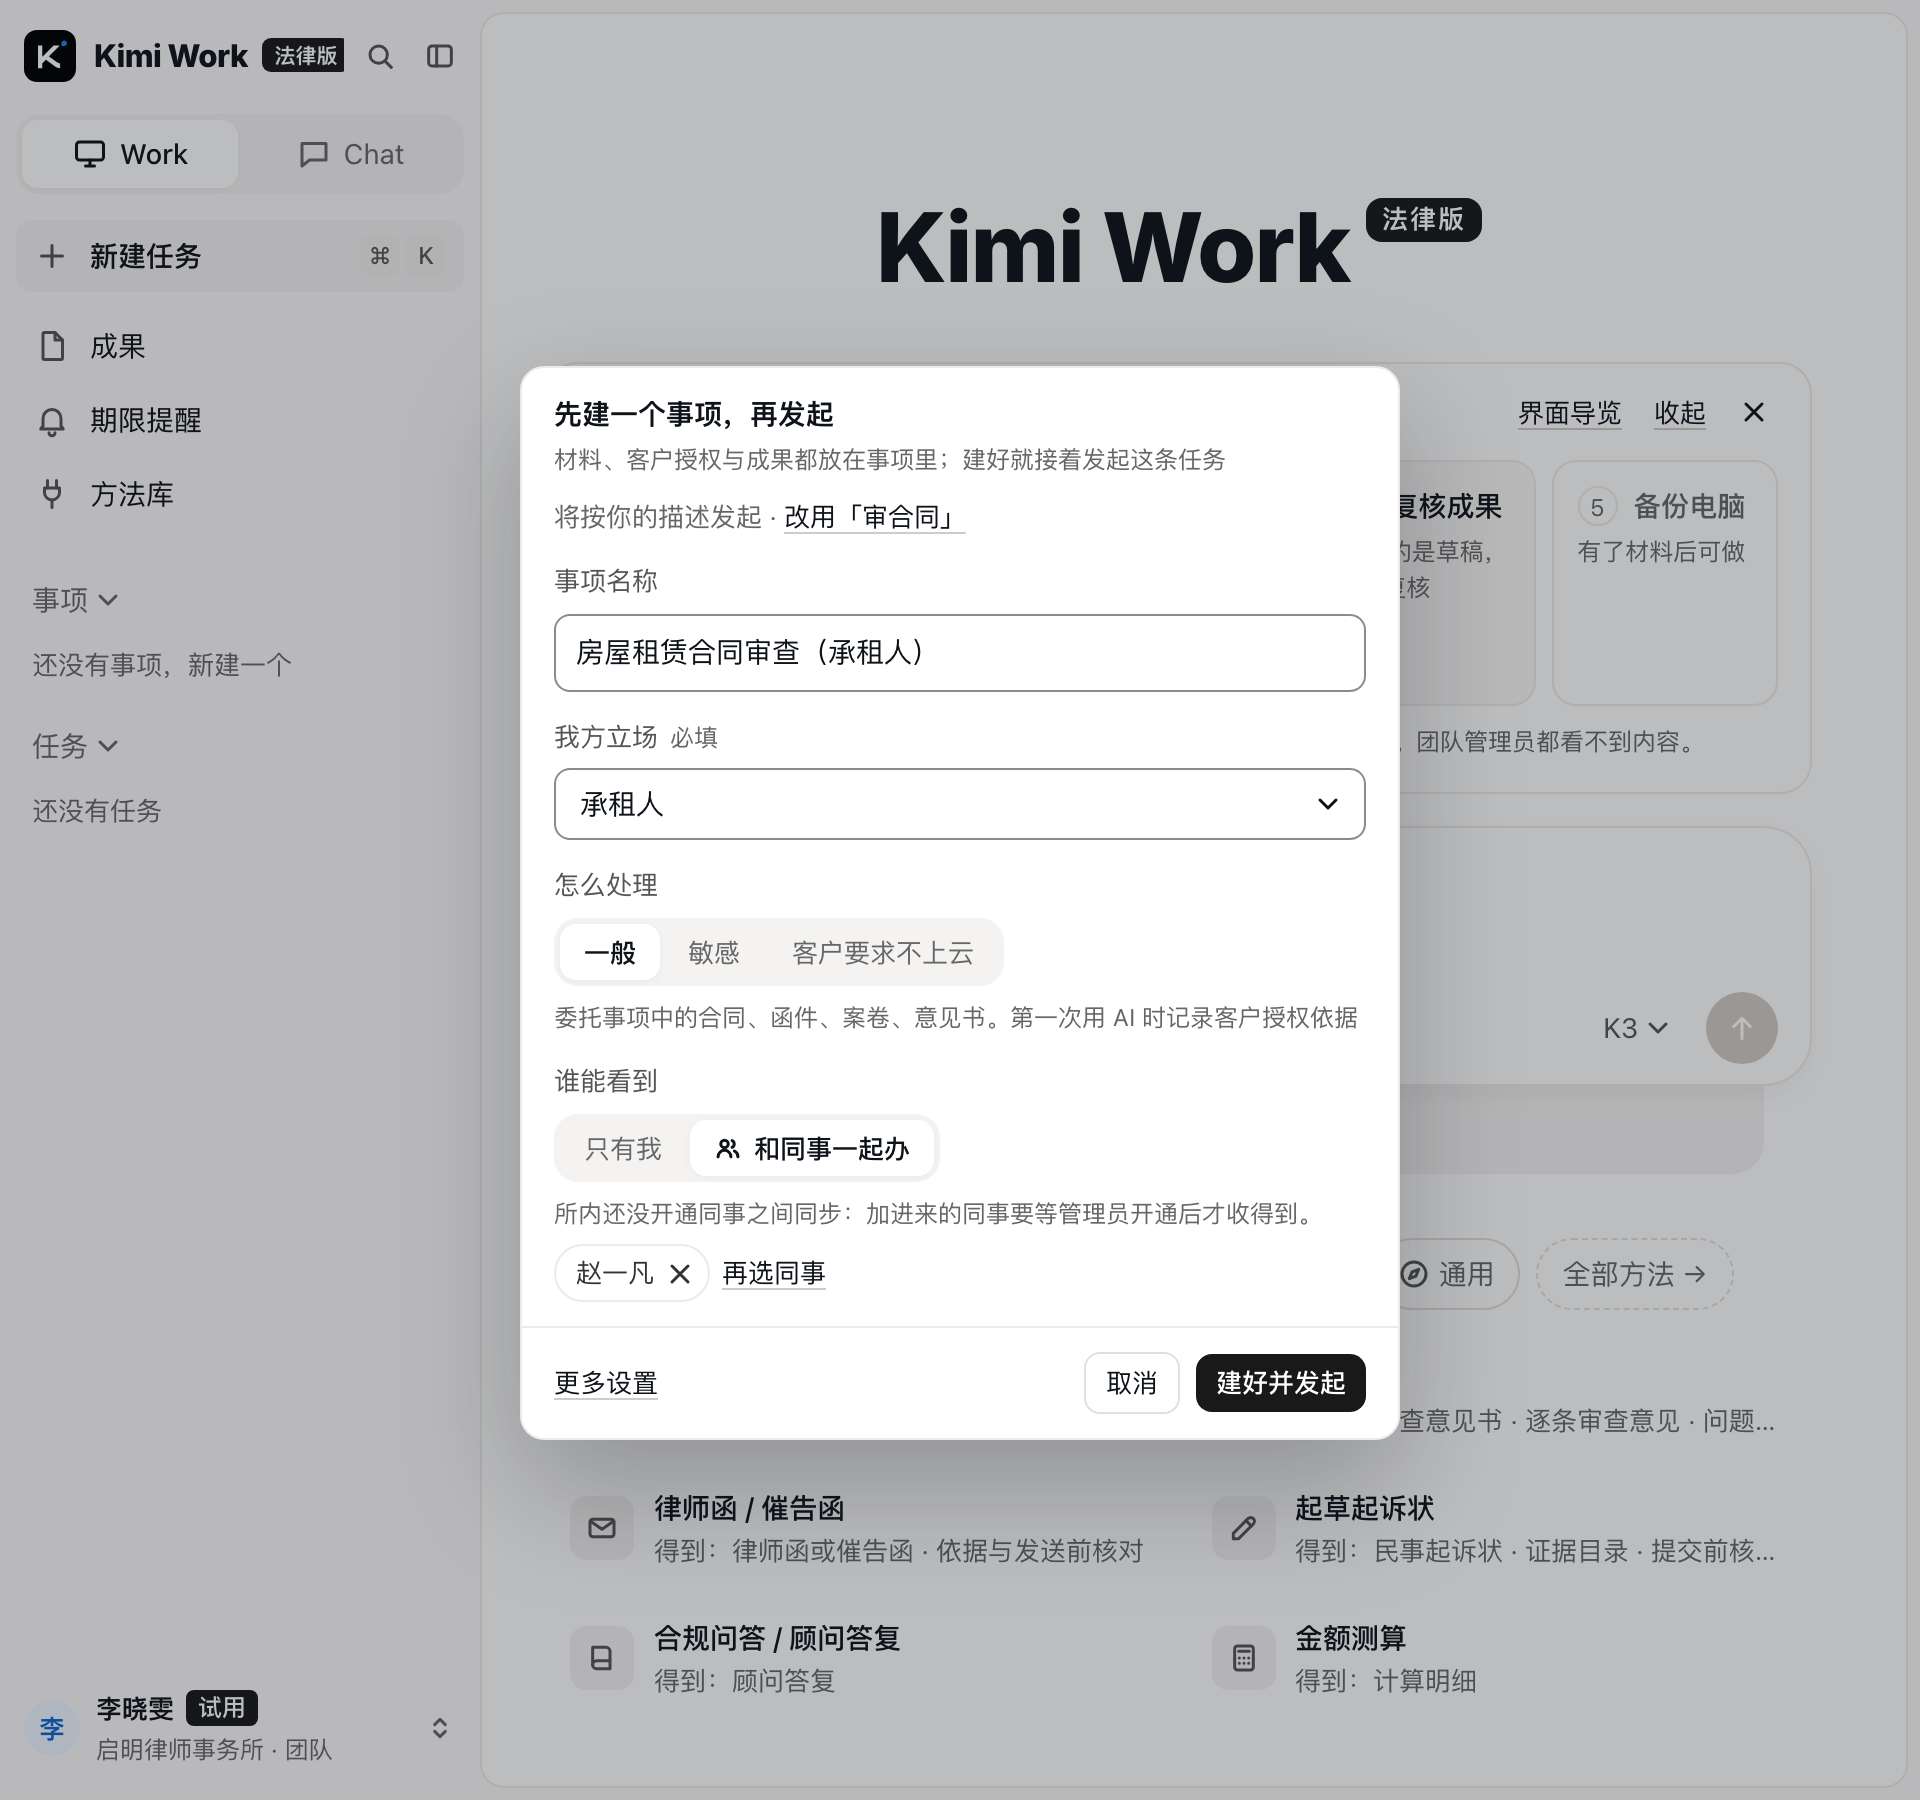 Kimi Work 法律版
Work
Chat
新建任务 ⌘ K
成果
期限提醒
方法库
事项
还没有事项，新建一个
任务
还没有任务
李
李晓雯 试用
启明律师事务所 · 团队
Kimi Work 法律版
界面导览 收起
复核成果
的是草稿，
复核
5 备份电脑
有了材料后可做
团队管理员都看不到内容。
K3
通用
全部方法 →
查意见书 · 逐条审查意见 · 问题...
律师函 / 催告函
得到：律师函或催告函 · 依据与发送前核对
起草起诉状
得到：民事起诉状 · 证据目录 · 提交前核...
合规问答 / 顾问答复
得到：顾问答复
金额测算
得到：计算明细
先建一个事项，再发起
材料、客户授权与成果都放在事项里；建好就接着发起这条任务
将按你的描述发起 · 改用「审合同」
事项名称
房屋租赁合同审查（承租人）
我方立场 必填
承租人
怎么处理
一般 敏感 客户要求不上云
委托事项中的合同、函件、案卷、意见书。第一次用 AI 时记录客户授权依据
谁能看到
只有我 和同事一起办
所内还没开通同事之间同步：加进来的同事要等管理员开通后才收得到。
赵一凡 再选同事
更多设置 取消 建好并发起